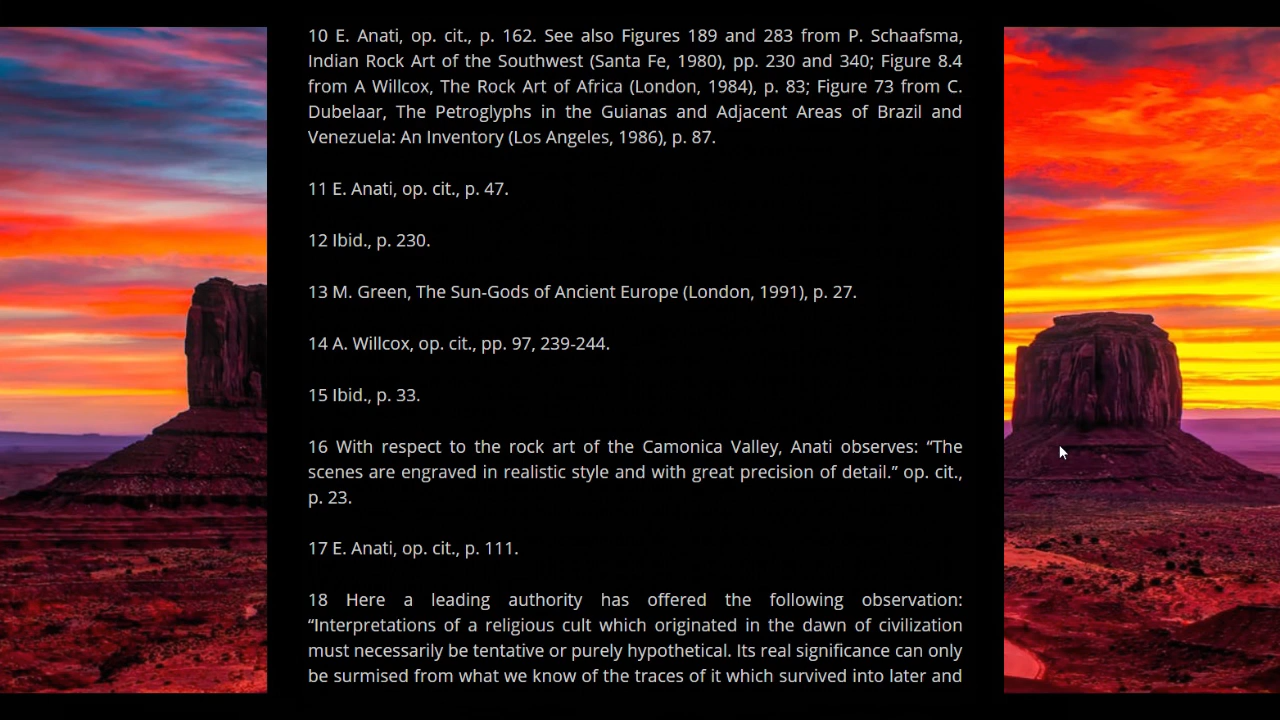 10 E. Anati, op. cit., p. 162. See also Figures 189 and 283 from P. Schaafsma,
Indian Rock Art of the Southwest (Santa Fe, 1980), pp. 230 and 340; Figure 8.4
from A Willcox, The Rock Art of Africa (London, 1984), p. 83; Figure 73 from C.
Dubelaar, The Petroglyphs in the Guianas and Adjacent Areas of Brazil and
Venezuela: An Inventory (Los Angeles, 1986), p. 87.
11 E. Anati, op. cit., p. 47.
12 Ibid., p. 230.
13 M. Green, The Sun-Gods of Ancient Europe (London, 1991), p. 27.
14 A. Willcox, op. cit., pp. 97, 239-244.
15 Ibid., p. 33.
16 With respect to the rock art of the Camonica Valley, Anati observes: “The
scenes are engraved in realistic style and with great precision of detail.” op. cit.,
p. 23.
17 E. Anati, op. cit., p. 111.
18 Here a leading authority has offered the following observation:
“Interpretations of a religious cult which originated in the dawn of civilization
must necessarily be tentative or purely hypothetical. Its real significance can only
be surmised from what we know of the traces of it which survived into later and